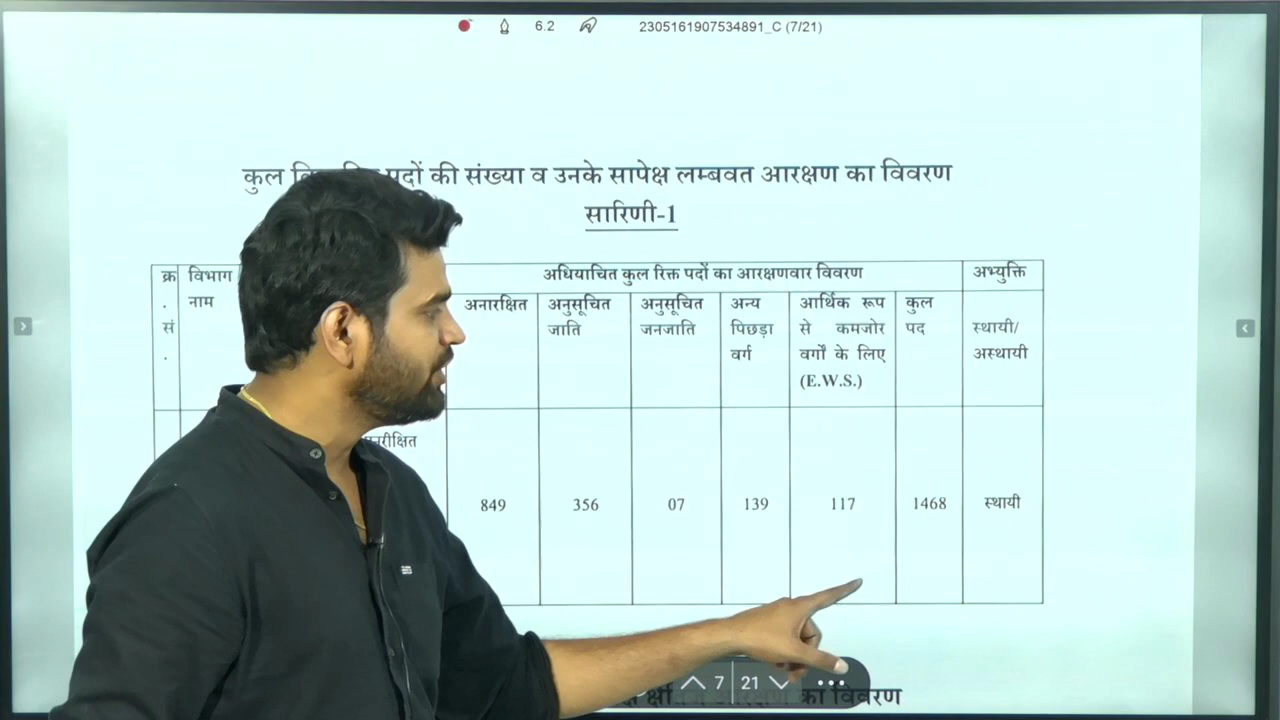 6.2 2305161907534891_C (7/21)
कुल पदों की संख्या व उनके सापेक्ष लम्बवत आरक्षण का विवरण
सारिणी-1
क्र . सं . विभाग नाम अधियाचित कुल रिक्त पदों का आरक्षणवार विवरण अभ्युक्ति
अनारक्षित अनुसूचित अनुसूचित अन्य आर्थिक रूप कुल
जाति जनजाति पिछड़ा से कमजोर पद स्थायी/
वर्ग वर्गों के लिए अस्थायी
(E.W.S.)
849 356 07 139 117 1468 स्थायी
7 21
का विवरण